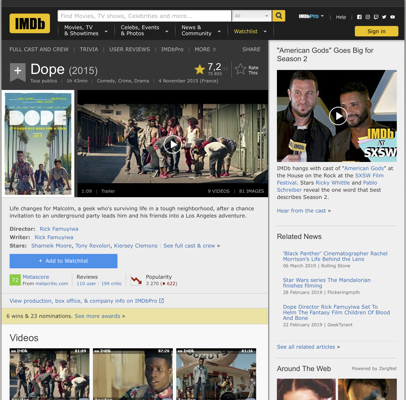 IMDb
Find Movies, TV shows, Celebrities and more...
All
IMDbPro
Help
Movies, TV
& Showtimes
Celebs, Events
& Photos
News &
Community
Watchlist
Sign in
FULL CAST AND CREW
TRIVIA
USER REVIEWS
IMDbPro
MORE
SHARE
Dope (2015)
Tous publics
1h 43min
Comedy, Crime, Drama
4 November 2015 (France)
7,2
Rate
This
DOPE
1:09 | Trailer
9 VIDEOS | 81 IMAGES
Life changes for Malcolm, a geek who's surviving life in a tough neighborhood, after a chance
invitation to an underground party leads him and his friends into a Los Angeles adventure.
Director: Rick Famuyiwa
Writer: Rick Famuyiwa
Stars: Shameik Moore, Tony Revolori, Kiersey Clemons | See full cast & crew »
+ Add to Watchlist
72
Metascore
From metacritic.com
Reviews
110 user | 194 critic
Popularity
3 270 (622)
View production, box office, & company info on IMDbPro
6 wins & 23 nominations. See more awards »
Videos
"American Gods" Goes Big for
Season 2
IMDb
at
SXSW
IMDb hangs with cast of "American Gods" at
the House on the Rock at the SXSW Film
Festival. Stars Ricky Whittle and Pablo
Schreiber reveal the one word that best
describes Season 2.
Hear from the cast »
Related News
'Black Panther' Cinematographer Rachel
Morrison's Life Behind the Lens
06 March 2019 | Rolling Stone
Star Wars series The Mandalorian
finishes filming
28 February 2019 | Flickeringmyth
Dope Director Rick Famuyiwa Set To
Helm The Fantasy Film Children Of Blood
And Bone
22 February 2019 | GeekTyrant
See all related articles »
Around The Web
Powered by ZergNet